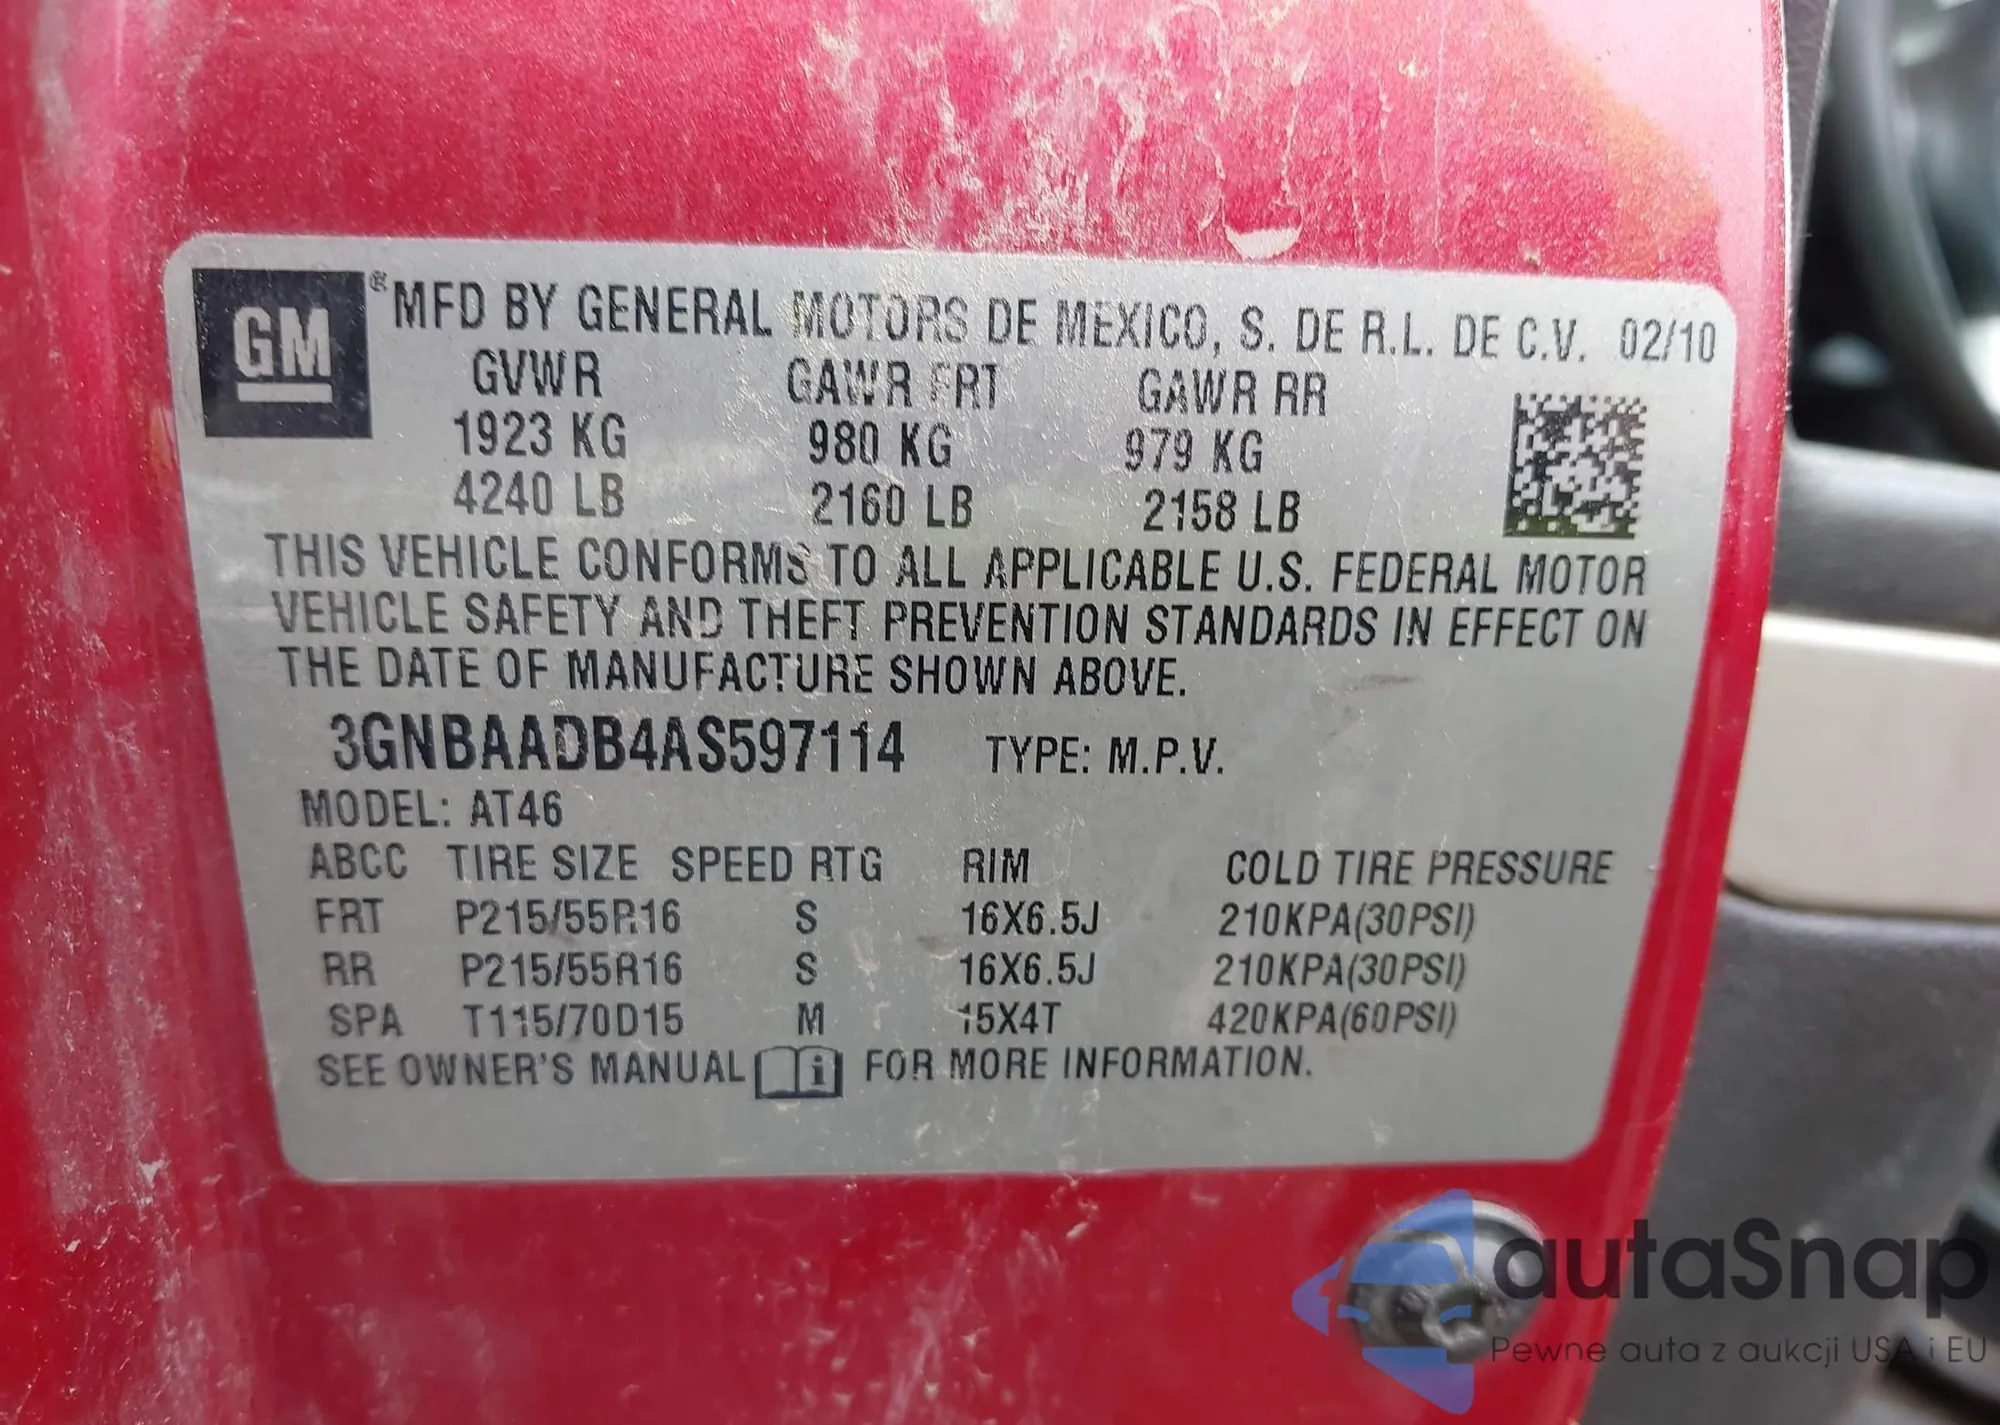 GM ® MFD BY GENERAL MOTORS DE MEXICO, S. DE R.L. DE C.V. 02/10
GVWR GAWR FRT GAWR RR
1923 KG 980 KG 979 KG
4240 LB 2160 LB 2158 LB
THIS VEHICLE CONFORMS TO ALL APPLICABLE U.S. FEDERAL MOTOR
VEHICLE SAFETY AND THEFT PREVENTION STANDARDS IN EFFECT ON
THE DATE OF MANUFACTURE SHOWN ABOVE.
3GNBAADB4AS597114 TYPE: M.P.V.
MODEL: AT46
ABCC TIRE SIZE SPEED RTG RIM COLD TIRE PRESSURE
FRT P215/55R16 S 16X6.5J 210KPA(30PSI)
RR P215/55R16 S 16X6.5J 210KPA(30PSI)
SPA T115/70D15 M 15X4T 420KPA(60PSI)
SEE OWNER'S MANUAL i FOR MORE INFORMATION.
autaSnap
Pewne auta z aukcji USA i EU